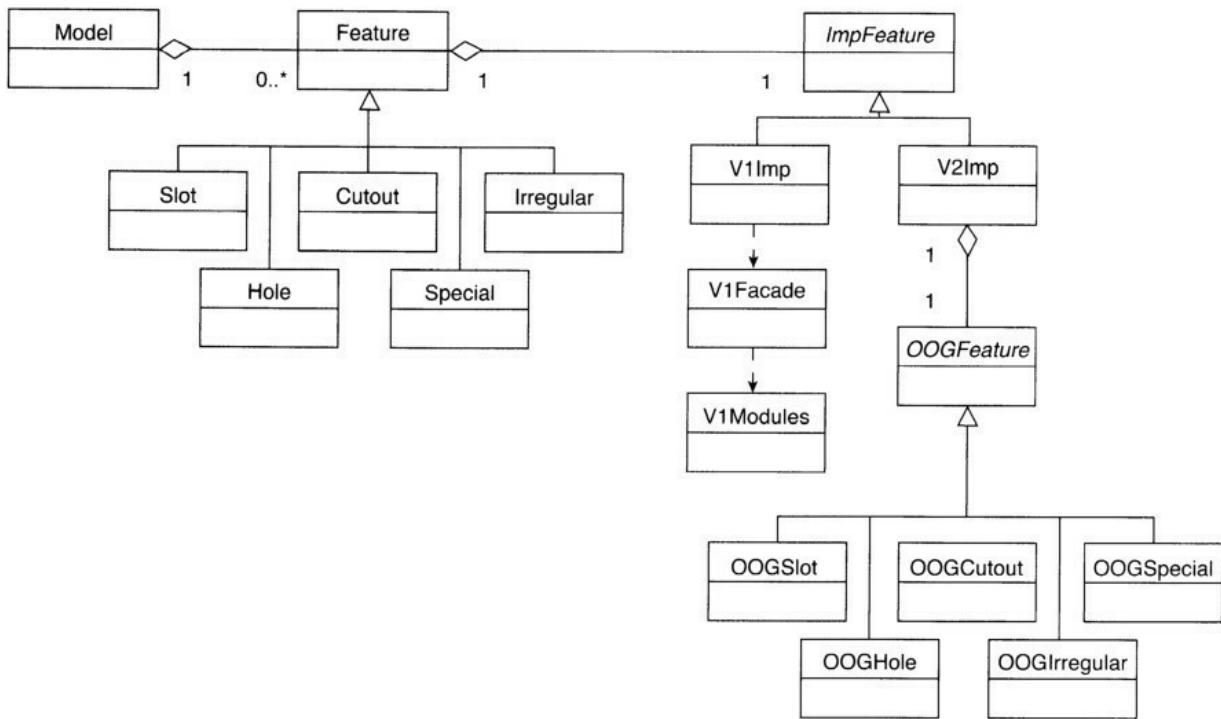 Model
Feature
ImpFeature
1
0..*
1
1
V1Imp
V2Imp
Slot
Cutout
Irregular
Hole
Special
V1Facade
1
1
OOGFeature
V1Modules
OOGSlot
OOGCutout
OOGSpecial
OOGHole
OOGIrregular